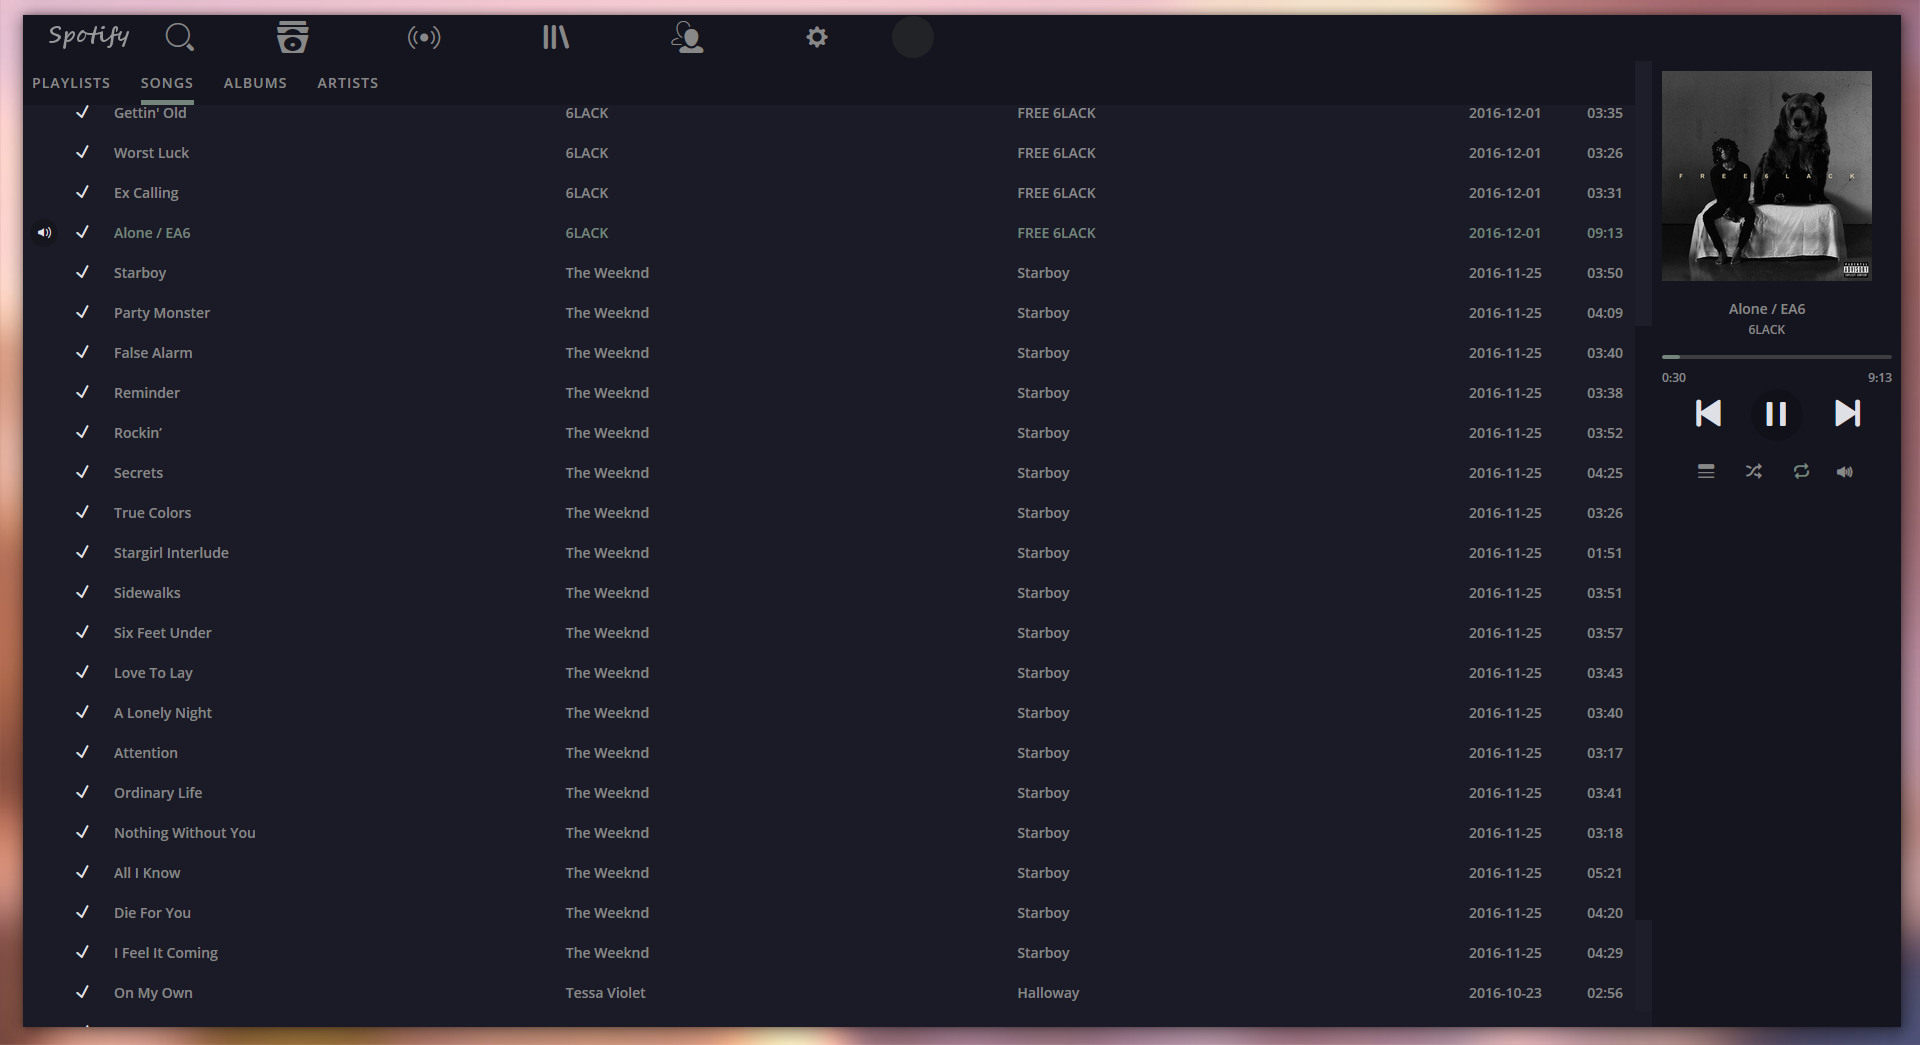 Spotify
PLAYLISTS SONGS ALBUMS ARTISTS
Gettin' Old 6LACK FREE 6LACK 2016-12-01 03:35
Worst Luck 6LACK FREE 6LACK 2016-12-01 03:26
Ex Calling 6LACK FREE 6LACK 2016-12-01 03:31
Alone / EA6 6LACK FREE 6LACK 2016-12-01 09:13
Starboy The Weeknd Starboy 2016-11-25 03:50
Party Monster The Weeknd Starboy 2016-11-25 04:09
False Alarm The Weeknd Starboy 2016-11-25 03:40
Reminder The Weeknd Starboy 2016-11-25 03:38
Rockin’ The Weeknd Starboy 2016-11-25 03:52
Secrets The Weeknd Starboy 2016-11-25 04:25
True Colors The Weeknd Starboy 2016-11-25 03:26
Stargirl Interlude The Weeknd Starboy 2016-11-25 01:51
Sidewalks The Weeknd Starboy 2016-11-25 03:51
Six Feet Under The Weeknd Starboy 2016-11-25 03:57
Love To Lay The Weeknd Starboy 2016-11-25 03:43
A Lonely Night The Weeknd Starboy 2016-11-25 03:40
Attention The Weeknd Starboy 2016-11-25 03:17
Ordinary Life The Weeknd Starboy 2016-11-25 03:41
Nothing Without You The Weeknd Starboy 2016-11-25 03:18
All I Know The Weeknd Starboy 2016-11-25 05:21
Die For You The Weeknd Starboy 2016-11-25 04:20
I Feel It Coming The Weeknd Starboy 2016-11-25 04:29
On My Own Tessa Violet Halloway 2016-10-23 02:56
FREE6LACK
PARENTAL
ADVISORY
EXPLICIT CONTENT
Alone / EA6
6LACK
0:30 9:13